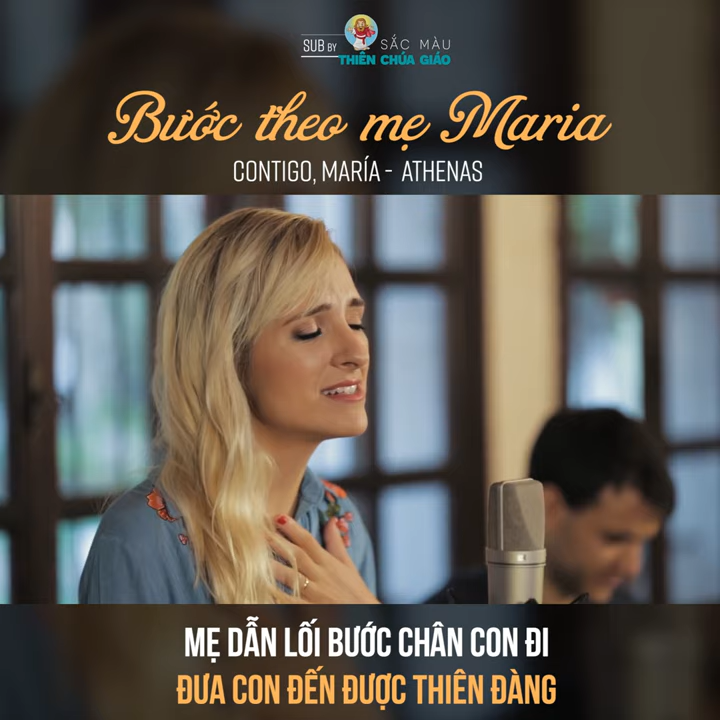 SUB BY SẮC MÀU
THIÊN CHÚA GIÁO
Bước theo mẹ Maria
CONTIGO, MARÍA - ATHENAS
MẸ DẪN LỐI BƯỚC CHÂN CON ĐI
ĐƯA CON ĐẾN ĐƯỢC THIÊN ĐÀNG